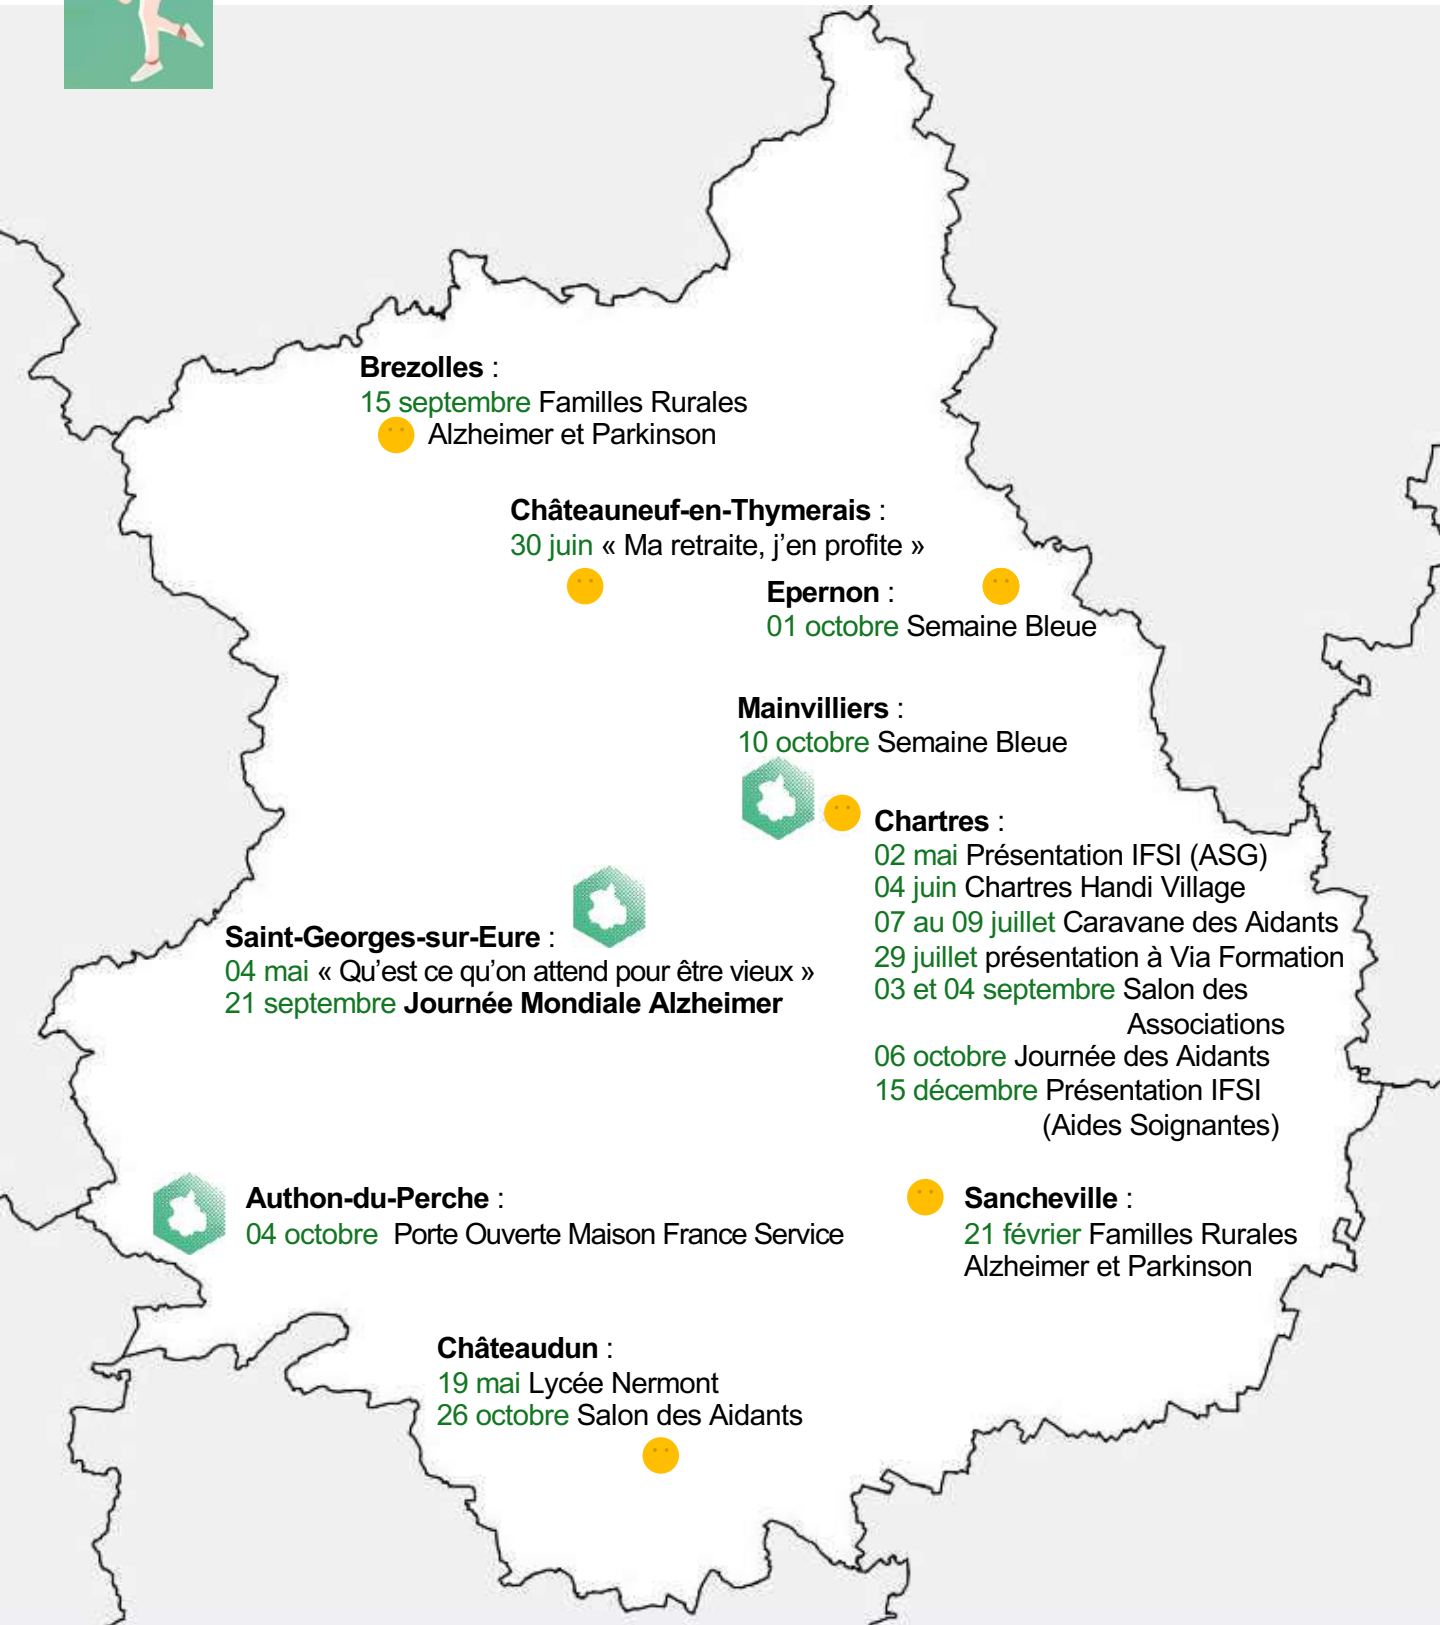 Brezolles :
15 septembre Familles Rurales
Alzheimer et Parkinson
Châteauneuf-en-Thymerais :
30 juin « Ma retraite, j’en profite »
Epernon :
01 octobre Semaine Bleue
Mainvilliers :
10 octobre Semaine Bleue
Chartres :
02 mai Présentation IFSI (ASG)
04 juin Chartres Handi Village
07 au 09 juillet Caravane des Aidants
29 juillet présentation à Via Formation
03 et 04 septembre Salon des
Associations
06 octobre Journée des Aidants
15 décembre Présentation IFSI
(Aides Soignantes)
Saint-Georges-sur-Eure :
04 mai « Qu’est ce qu’on attend pour être vieux »
21 septembre Journée Mondiale Alzheimer
Authon-du-Perche :
04 octobre Porte Ouverte Maison France Service
Sancheville :
21 février Familles Rurales
Alzheimer et Parkinson
Châteaudun :
19 mai Lycée Nermont
26 octobre Salon des Aidants